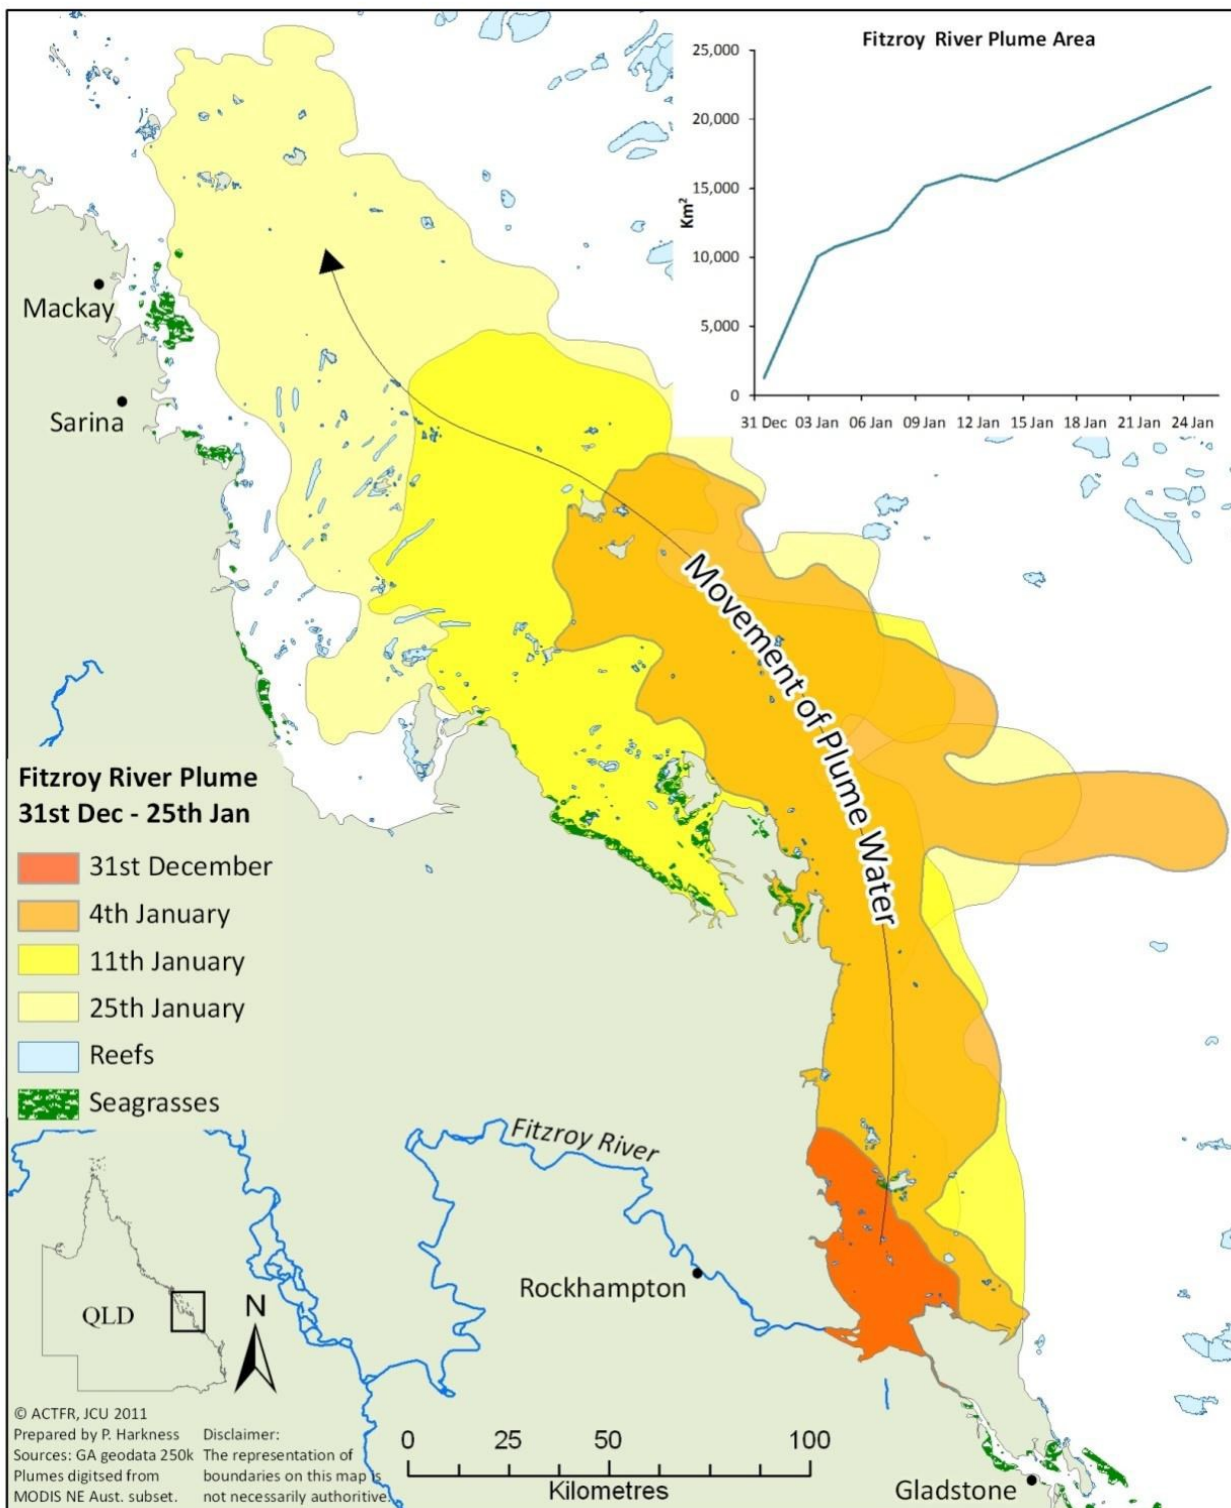 Fitzroy River Plume Area
25,000
20,000
15,000
10,000
5,000
0
Km²
31 Dec 03 Jan 06 Jan 09 Jan 12 Jan 15 Jan 18 Jan 21 Jan 24 Jan
Mackay
Sarina
Movement of Plume Water
Fitzroy River Plume
31st Dec - 25th Jan
31st December
4th January
11th January
25th January
Reefs
Seagrasses
Fitzroy River
Rockhampton
QLD
N
Gladstone
0 25 50 100
Kilometres
© ACTFR, JCU 2011
Prepared by P. Harkness
Sources: GA geodata 250k
Plumes digitsed from
MODIS NE Aust. subset.
Disclaimer:
The representation of
boundaries on this map is
not necessarily authoritive.